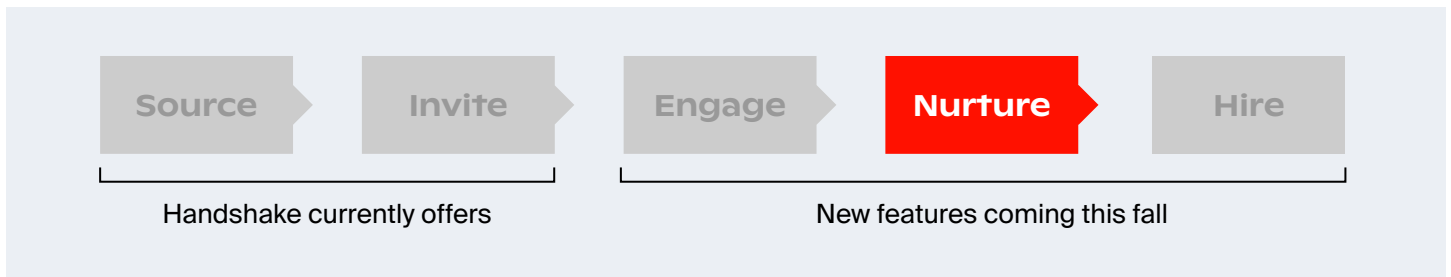 Source
Invite
Engage
Nurture
Hire
Handshake currently offers
New features coming this fall